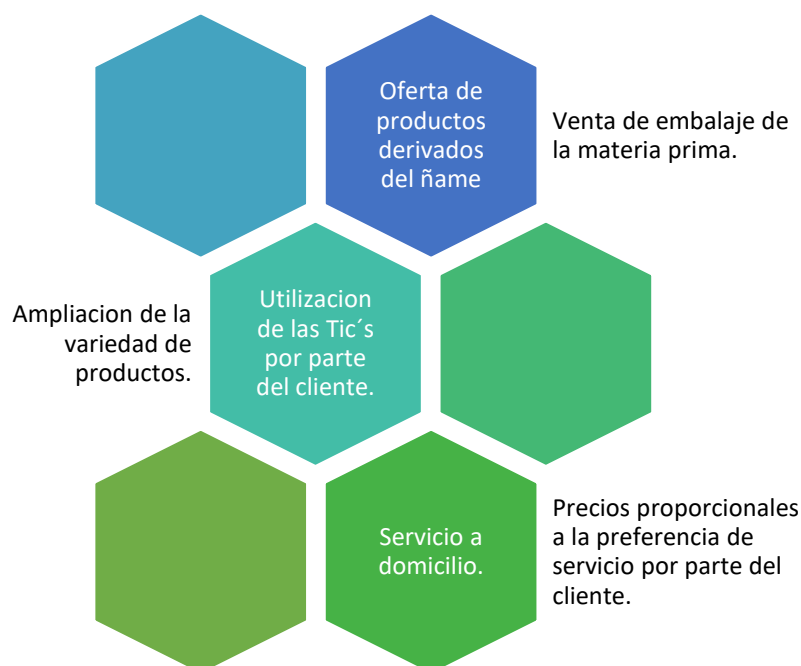 Oferta de
productos
derivados
del ñame
Venta de embalaje de
la materia prima.
Ampliacion de la
variedad de
productos.
Utilizacion
de las Tic´s
por parte
del cliente.
Servicio a
domicilio.
Precios proporcionales
a la preferencia de
servicio por parte del
cliente.